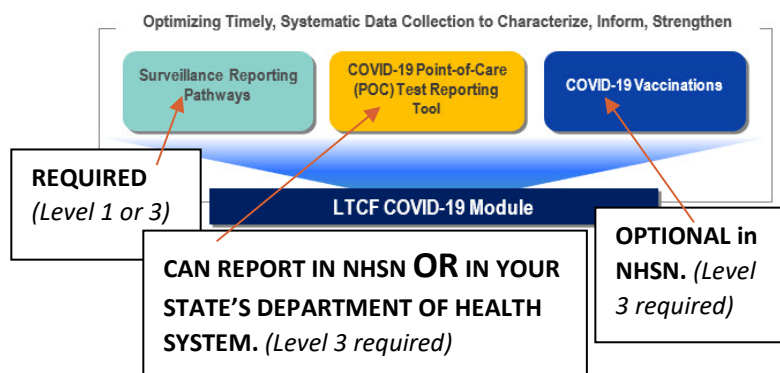 Optimizing Timely, Systematic Data Collection to Characterize, Inform, Strengthen
Surveillance Reporting
Pathways
COVID-19 Point-of-Care
(POC) Test Reporting
Tool
COVID-19 Vaccinations
REQUIRED
(Level 1 or 3)
LTCF COVID-19 Module
CAN REPORT IN NHSN OR IN YOUR
STATE’S DEPARTMENT OF HEALTH
SYSTEM. (Level 3 required)
OPTIONAL in
NHSN. (Level
3 required)